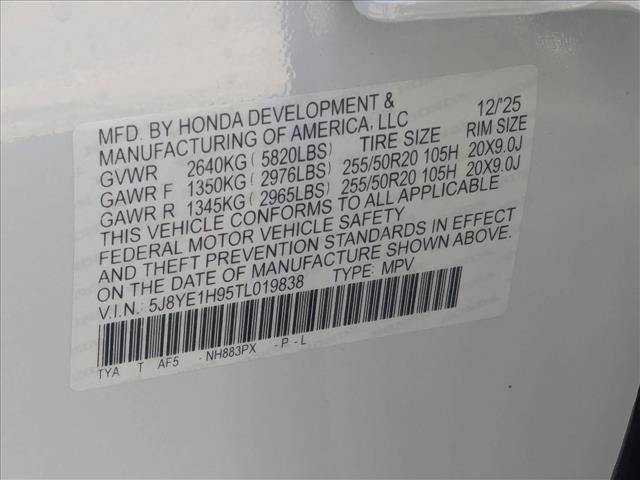 MFD. BY HONDA DEVELOPMENT & 12/'25
MANUFACTURING OF AMERICA, LLC
GVWR 2640KG (5820LBS) TIRE SIZE RIM SIZE
GAWR F 1350KG (2976LBS) 255/50R20 105H 20X9.0J
GAWR R 1345KG (2965LBS) 255/50R20 105H 20X9.0J
THIS VEHICLE CONFORMS TO ALL APPLICABLE
FEDERAL MOTOR VEHICLE SAFETY
AND THEFT PREVENTION STANDARDS IN EFFECT
ON THE DATE OF MANUFACTURE SHOWN ABOVE.
V.I.N.: 5J8YE1H95TL019838 TYPE: MPV
TYA T AF5 - NH883PX - P - L